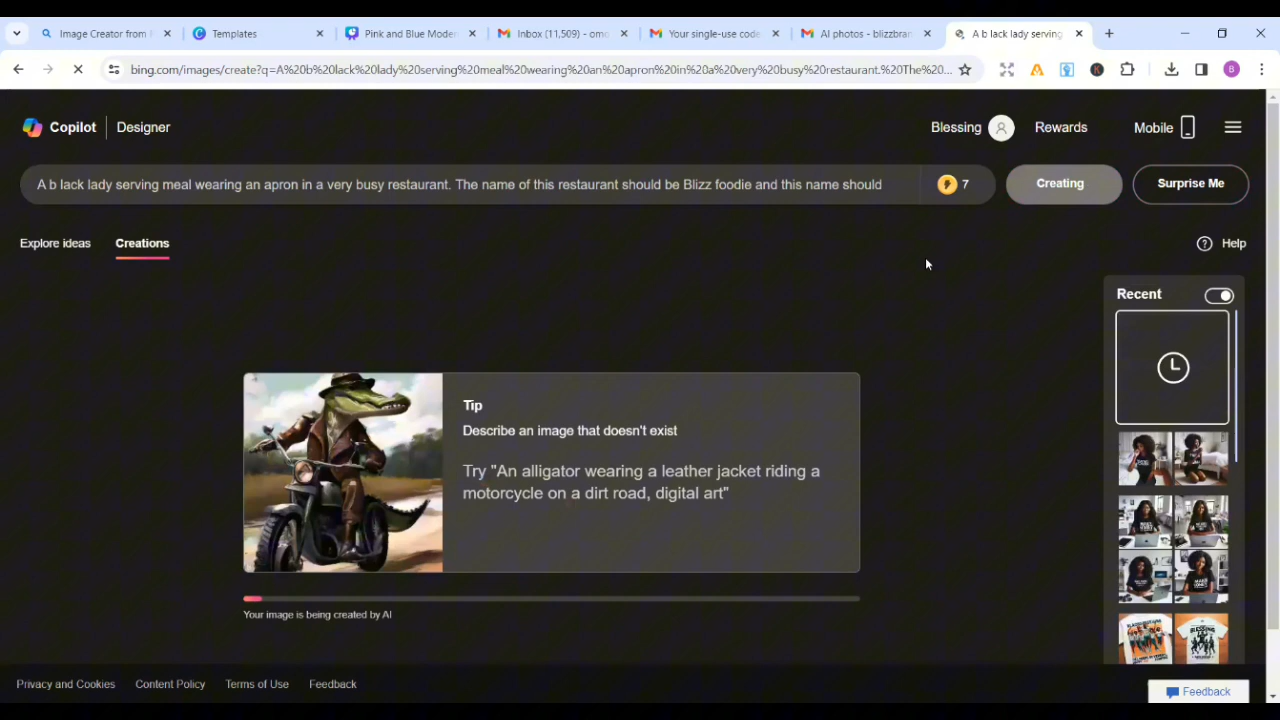 Image Creator from
Templates
Pink and Blue Moder
Inbox (11,509) - omo
Your single-use code
AI photos - blizzbran
A b lack lady serving
bing.com/images/create?q=A%20b%20lack%20lady%20serving%20meal%20wearing%20an%20apron%20in%20a%20very%20busy%20restaurant.%20The%20...
B
Copilot
Designer
Blessing
Rewards
Mobile
A b lack lady serving meal wearing an apron in a very busy restaurant. The name of this restaurant should be Blizz foodie and this name should
7
Creating
Surprise Me
Explore ideas
Creations
Help
Recent
Tip
Describe an image that doesn't exist
Try "An alligator wearing a leather jacket riding a
motorcycle on a dirt road, digital art"
Your image is being created by AI
Privacy and Cookies
Content Policy
Terms of Use
Feedback
Feedback